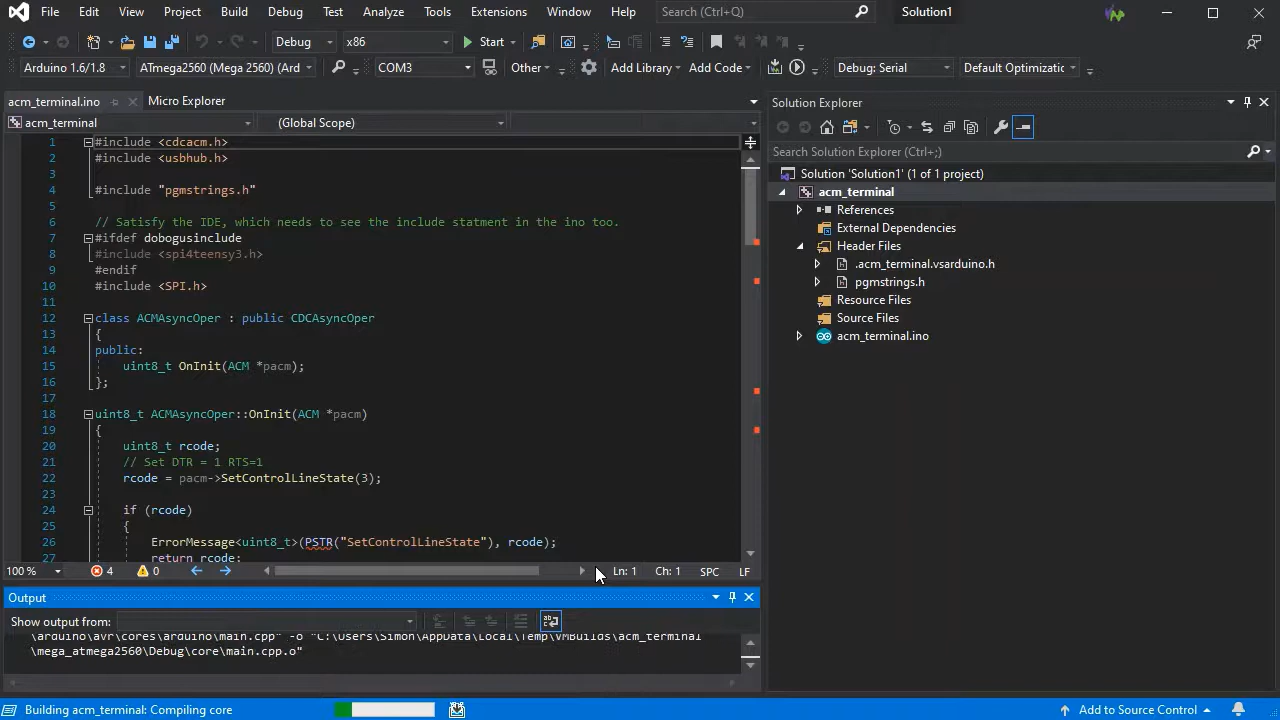 File Edit View Project Build Debug Test Analyze Tools Extensions Window Help Search (Ctrl+Q) Solution1
Debug x86 Start
Arduino 1.6/1.8 ATmega2560 (Mega 2560) (Ard COM3 Other Add Library Add Code Debug: Serial Default Optimizatic
acm_terminal.ino Micro Explorer
acm_terminal (Global Scope)
1 #include <cdcacm.h>
2 #include <usbhub.h>
3
4 #include "pgmstrings.h"
5
6 // Satisfy the IDE, which needs to see the include statment in the ino too.
7 #ifdef dobogusinclude
8 #include <spi4teensy3.h>
9 #endif
10 #include <SPI.h>
11
12 class ACMAsyncOper : public CDCAsyncOper
13 {
14 public:
15 uint8_t OnInit(ACM *pacm);
16 };
17
18 uint8_t ACMAsyncOper::OnInit(ACM *pacm)
19 {
20 uint8_t rcode;
21 // Set DTR = 1 RTS=1
22 rcode = pacm->SetControlLineState(3);
23
24 if (rcode)
25 {
26 ErrorMessage<uint8_t>(PSTR("SetControlLineState"), rcode);
27 return rcode;
100 % 4 0 Ln: 1 Ch: 1 SPC LF
Output
Show output from:
\arduino\avr\cores\arduino\main.cpp" -o "C:\Users\Simon\AppData\Local\Temp\VMBuilds\acm_terminal
\mega_atmega2560\Debug\core\main.cpp.o"
Solution Explorer
Search Solution Explorer (Ctrl+;)
Solution 'Solution1' (1 of 1 project)
acm_terminal
References
External Dependencies
Header Files
.acm_terminal.vsarduino.h
pgmstrings.h
Resource Files
Source Files
acm_terminal.ino
Building acm_terminal: Compiling core Add to Source Control